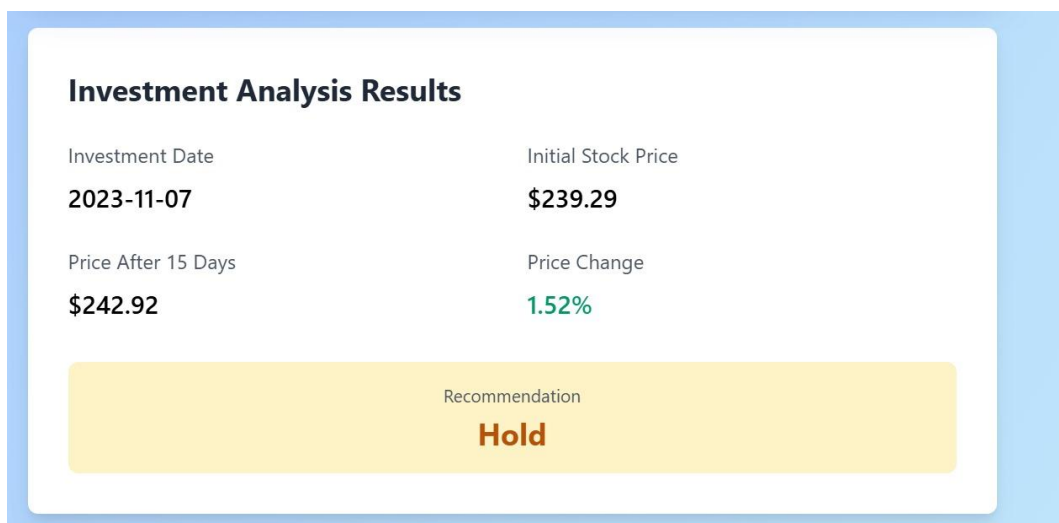 Investment Analysis Results
Investment Date
2023-11-07
Initial Stock Price
$239.29
Price After 15 Days
$242.92
Price Change
1.52%
Recommendation
Hold